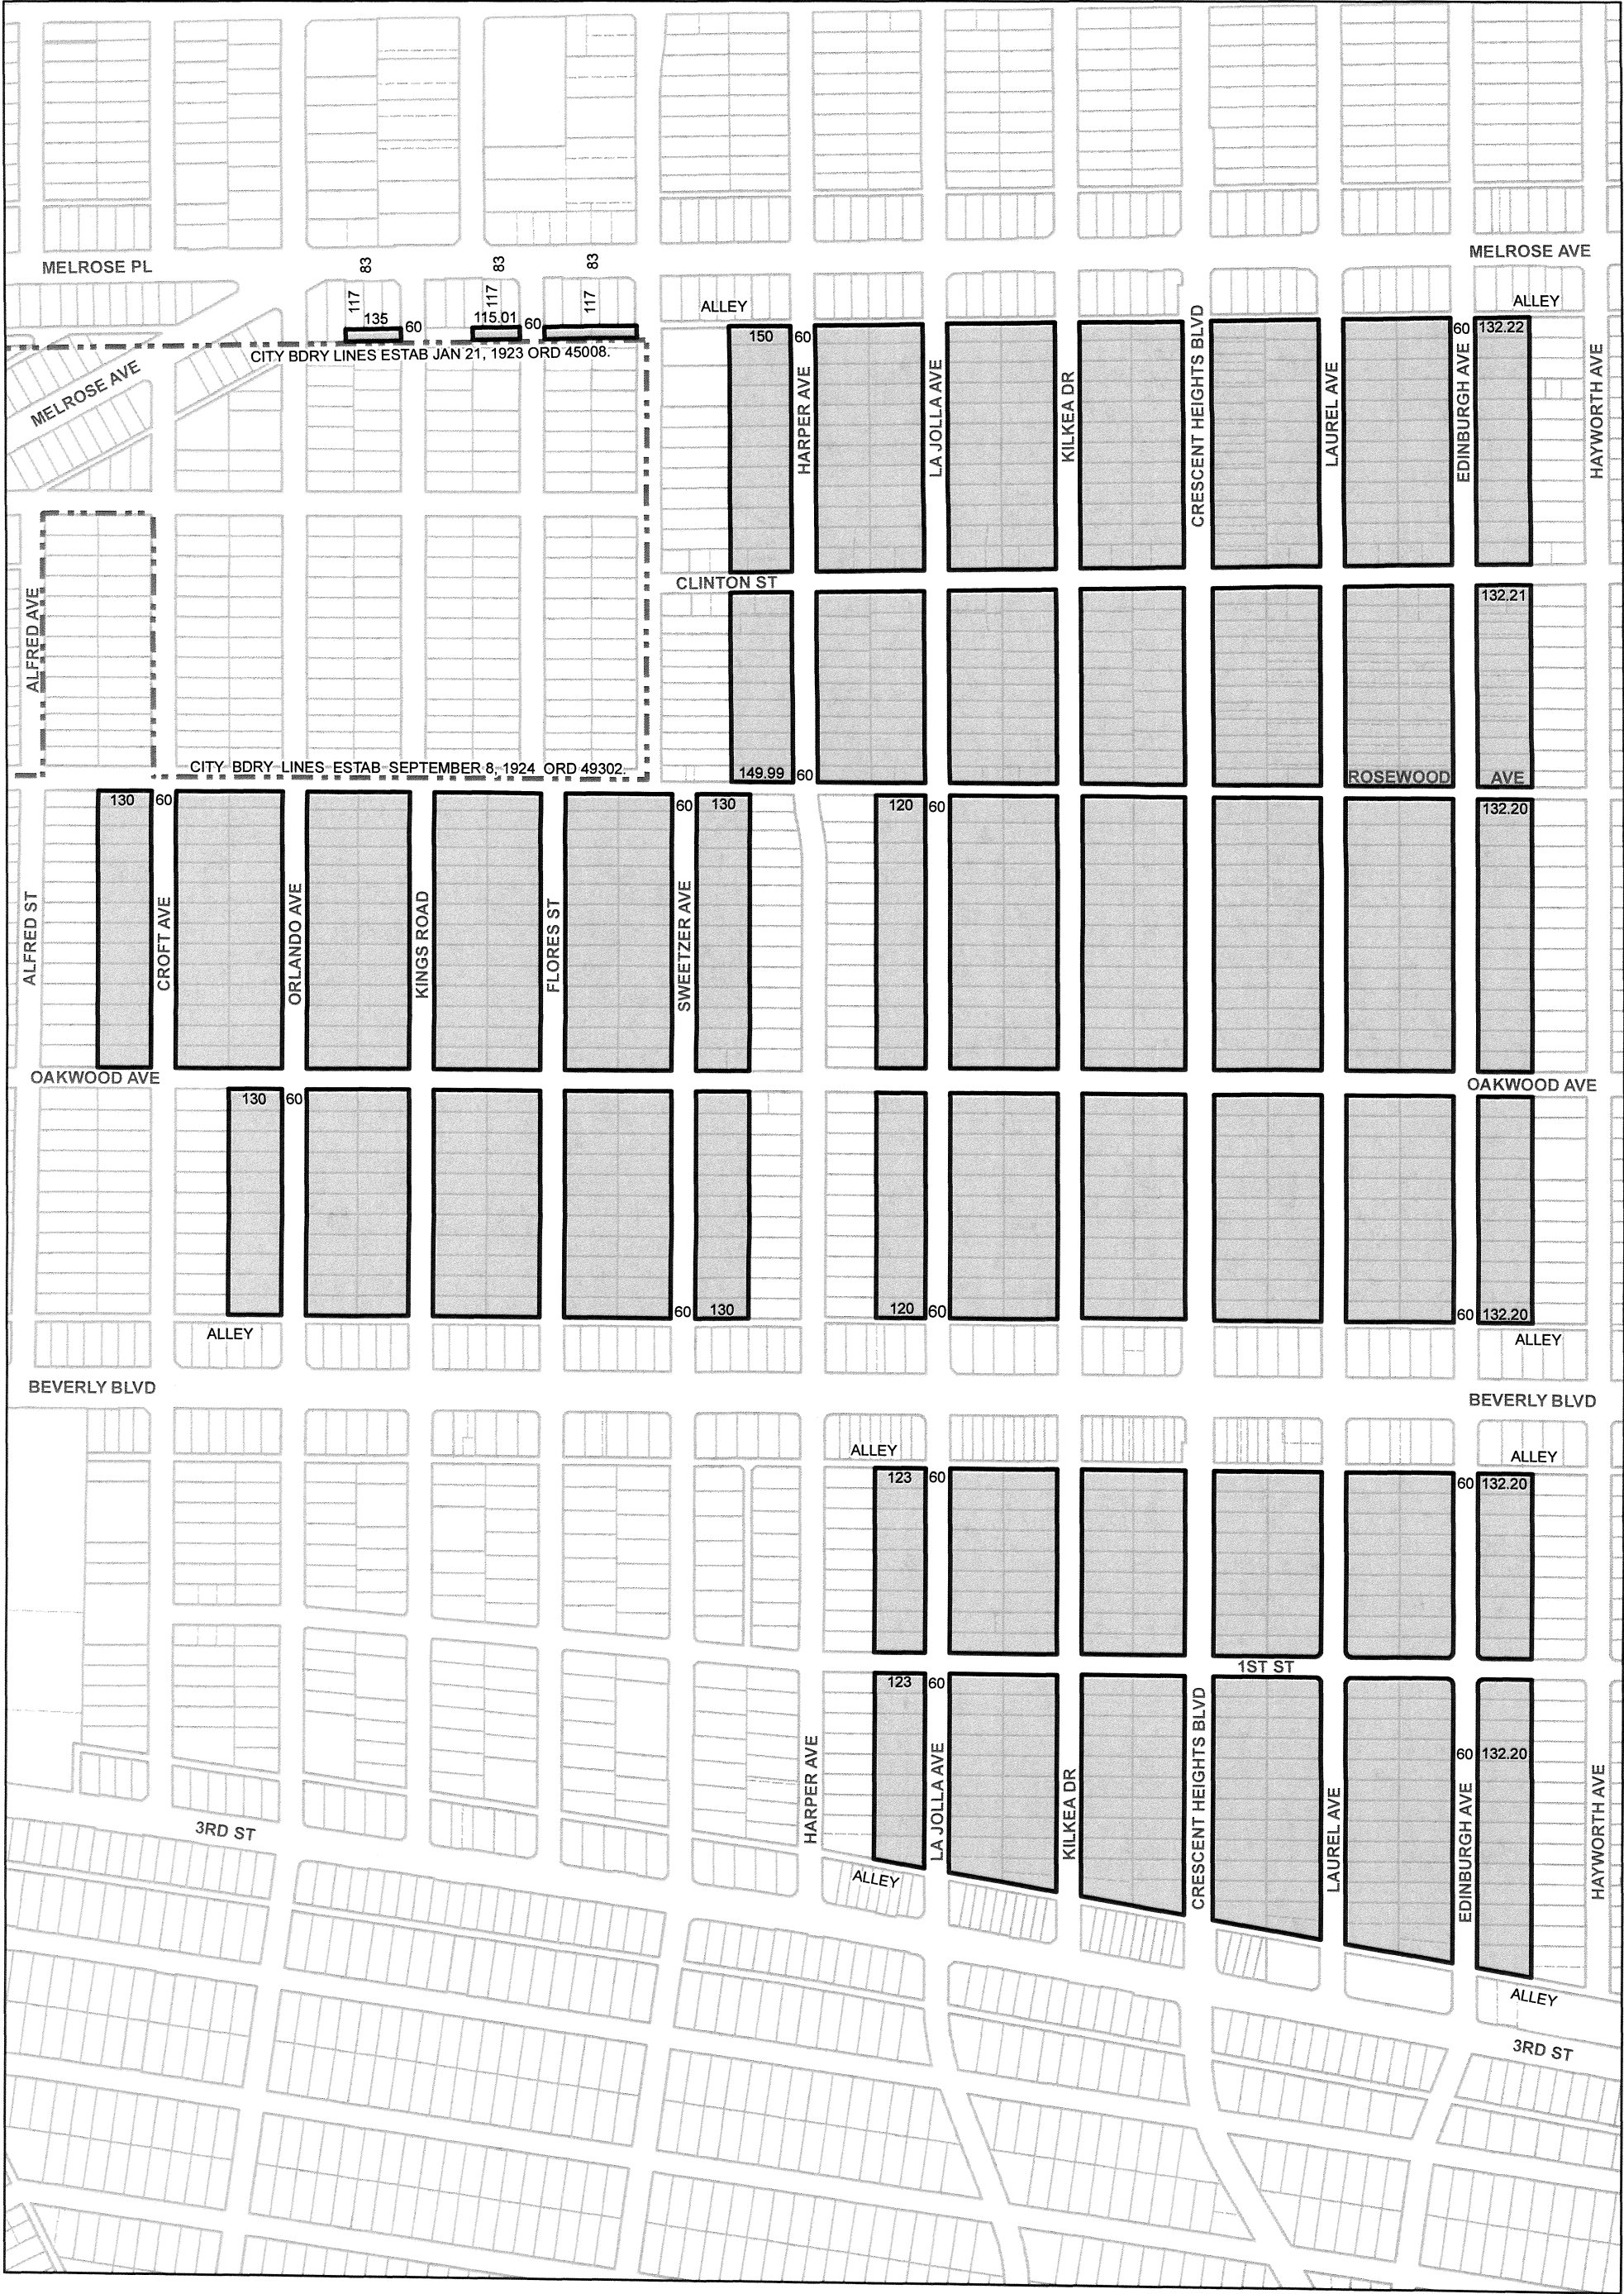 MELROSE AVE
MELROSE PL
83
83
83
117
117
117
135
60
115.01
60
ALLEY
ALLEY
CITY BDRY LINES ESTAB JAN 21, 1923 ORD 45008.
150
60
60
132.22
MELROSE AVE
HARPER AVE
LA JOLLA AVE
KILKEA DR
CRESCENT HEIGHTS BLVD
LAUREL AVE
EDINBURGH AVE
HAYWORTH AVE
CLINTON ST
132.21
ALFRED AVE
CITY BDRY LINES ESTAB SEPTEMBER 8, 1924 ORD 49302.
149.99
60
ROSEWOOD AVE
130
60
60
130
120
60
132.20
ALFRED ST
CROFT AVE
ORLANDO AVE
KINGS ROAD
FLORES ST
SWEETZER AVE
OAKWOOD AVE
OAKWOOD AVE
130
60
60
130
120
60
60
132.20
ALLEY
ALLEY
BEVERLY BLVD
BEVERLY BLVD
ALLEY
ALLEY
123
60
60
132.20
1ST ST
123
60
60
132.20
HARPER AVE
LA JOLLA AVE
KILKEA DR
CRESCENT HEIGHTS BLVD
LAUREL AVE
EDINBURGH AVE
HAYWORTH AVE
3RD ST
ALLEY
ALLEY
3RD ST